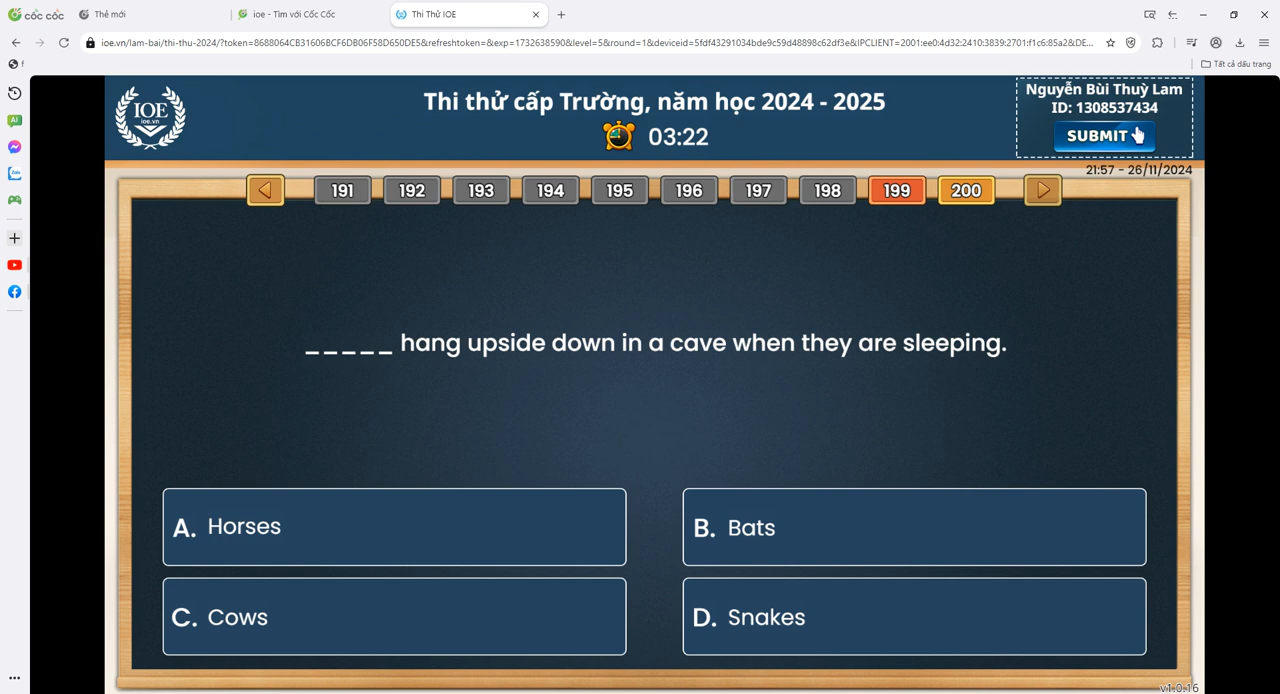 cốc cốc
Thẻ mới
ioe - Tìm với Cốc Cốc
Thi Thử IOE
ioe.vn/lam-bai/thi-thu-2024/?token=8688064CB31606BCF6DB06F58D650DE5&refreshtoken=&exp=1732638590&level=5&round=1&deviceid=5fdf43291034bde9c59d48898c62df3e&IPCLIENT=2001:ee0:4d32:2410:3839:2701:f1c6:85a2&DE...
Tất cả dấu trang
IOE
ioe.vn
Thi thử cấp Trường, năm học 2024 - 2025
03:22
Nguyễn Bùi Thuỳ Lam
ID: 1308537434
SUBMIT
21:57 - 26/11/2024
191 192 193 194 195 196 197 198 199 200
_____ hang upside down in a cave when they are sleeping.
A. Horses
B. Bats
C. Cows
D. Snakes
v1.0.16
AI
Zalo